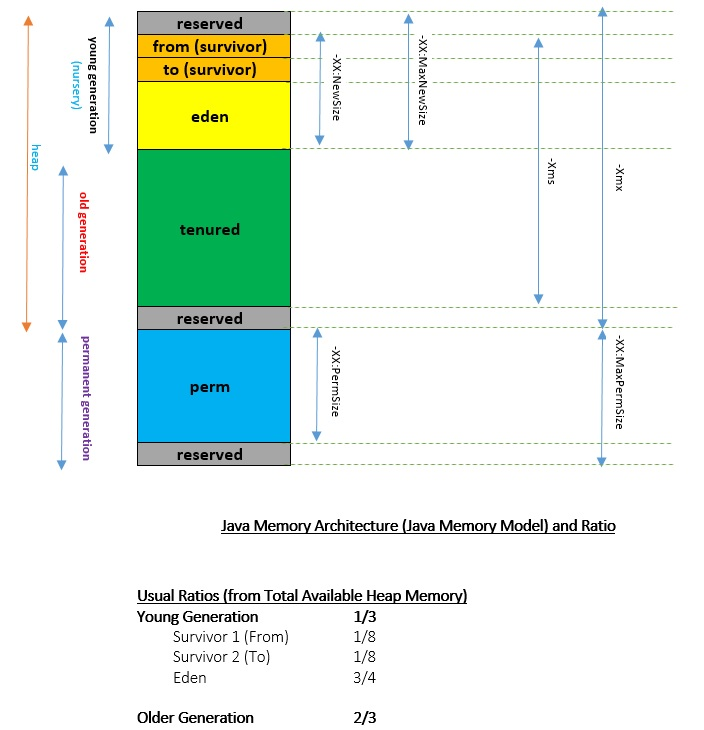 reserved
from (survivor)
to (survivor)
eden
tenured
reserved
perm
reserved
heap
young generation
(nursery)
old generation
permanent generation
-XX:NewSize
-XX:MaxNewSize
-Xms
-Xmx
-XX:PermSize
-XX:MaxPermSize
Java Memory Architecture (Java Memory Model) and Ratio
Usual Ratios (from Total Available Heap Memory)
Young Generation 1/3
Survivor 1 (From) 1/8
Survivor 2 (To) 1/8
Eden 3/4
Older Generation 2/3